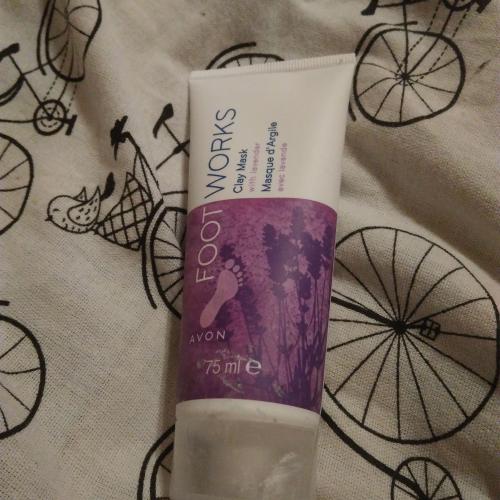 FOOT WORKS
Clay Mask
with lavender
Masque d'Argile
avec lavande
AVON
75 ml e